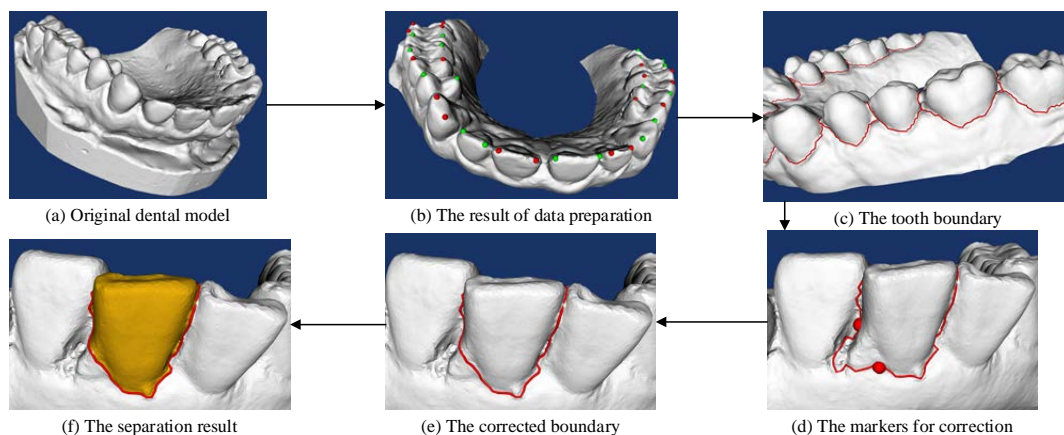 (a) Original dental model
(b) The result of data preparation
(c) The tooth boundary
(f) The separation result
(e) The corrected boundary
(d) The markers for correction